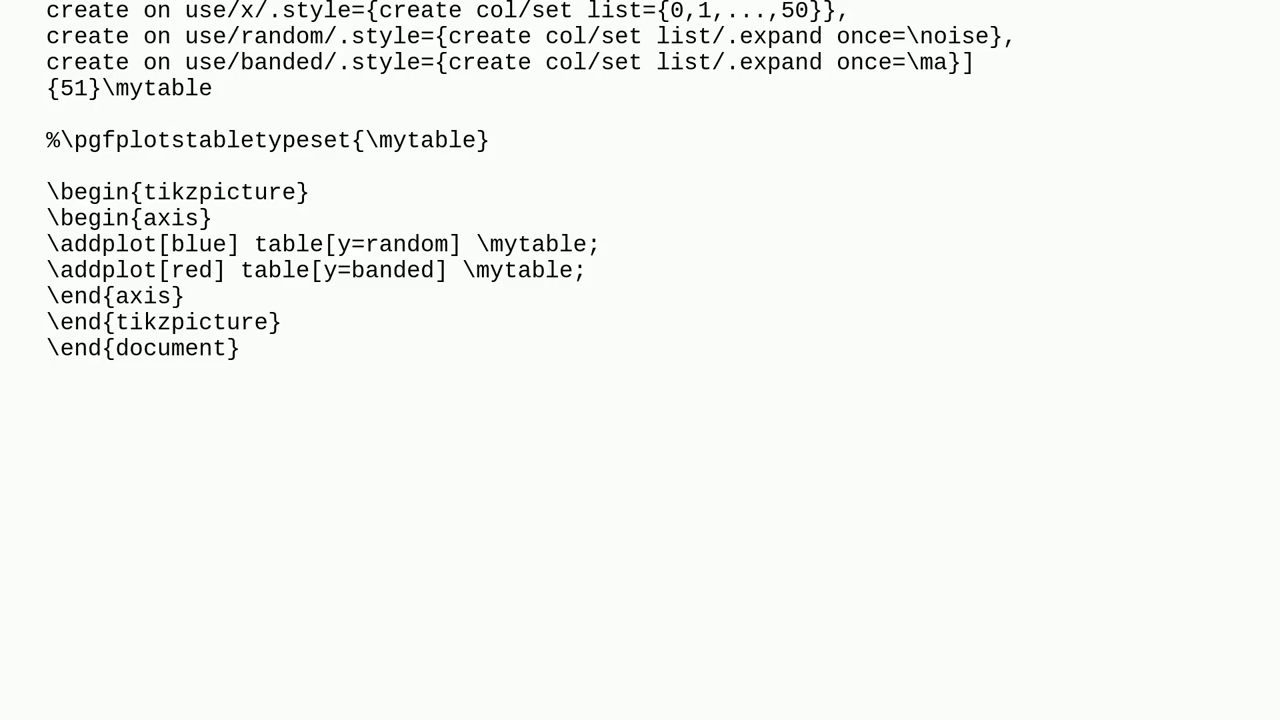 create on use/x/.style={create col/set list={0,1,...,50}},
create on use/random/.style={create col/set list/.expand once=\noise},
create on use/banded/.style={create col/set list/.expand once=\ma}]
{51}\mytable
%\pgfplotstabletypeset{\mytable}
\begin{tikzpicture}
\begin{axis}
\addplot[blue] table[y=random] \mytable;
\addplot[red] table[y=banded] \mytable;
\end{axis}
\end{tikzpicture}
\end{document}